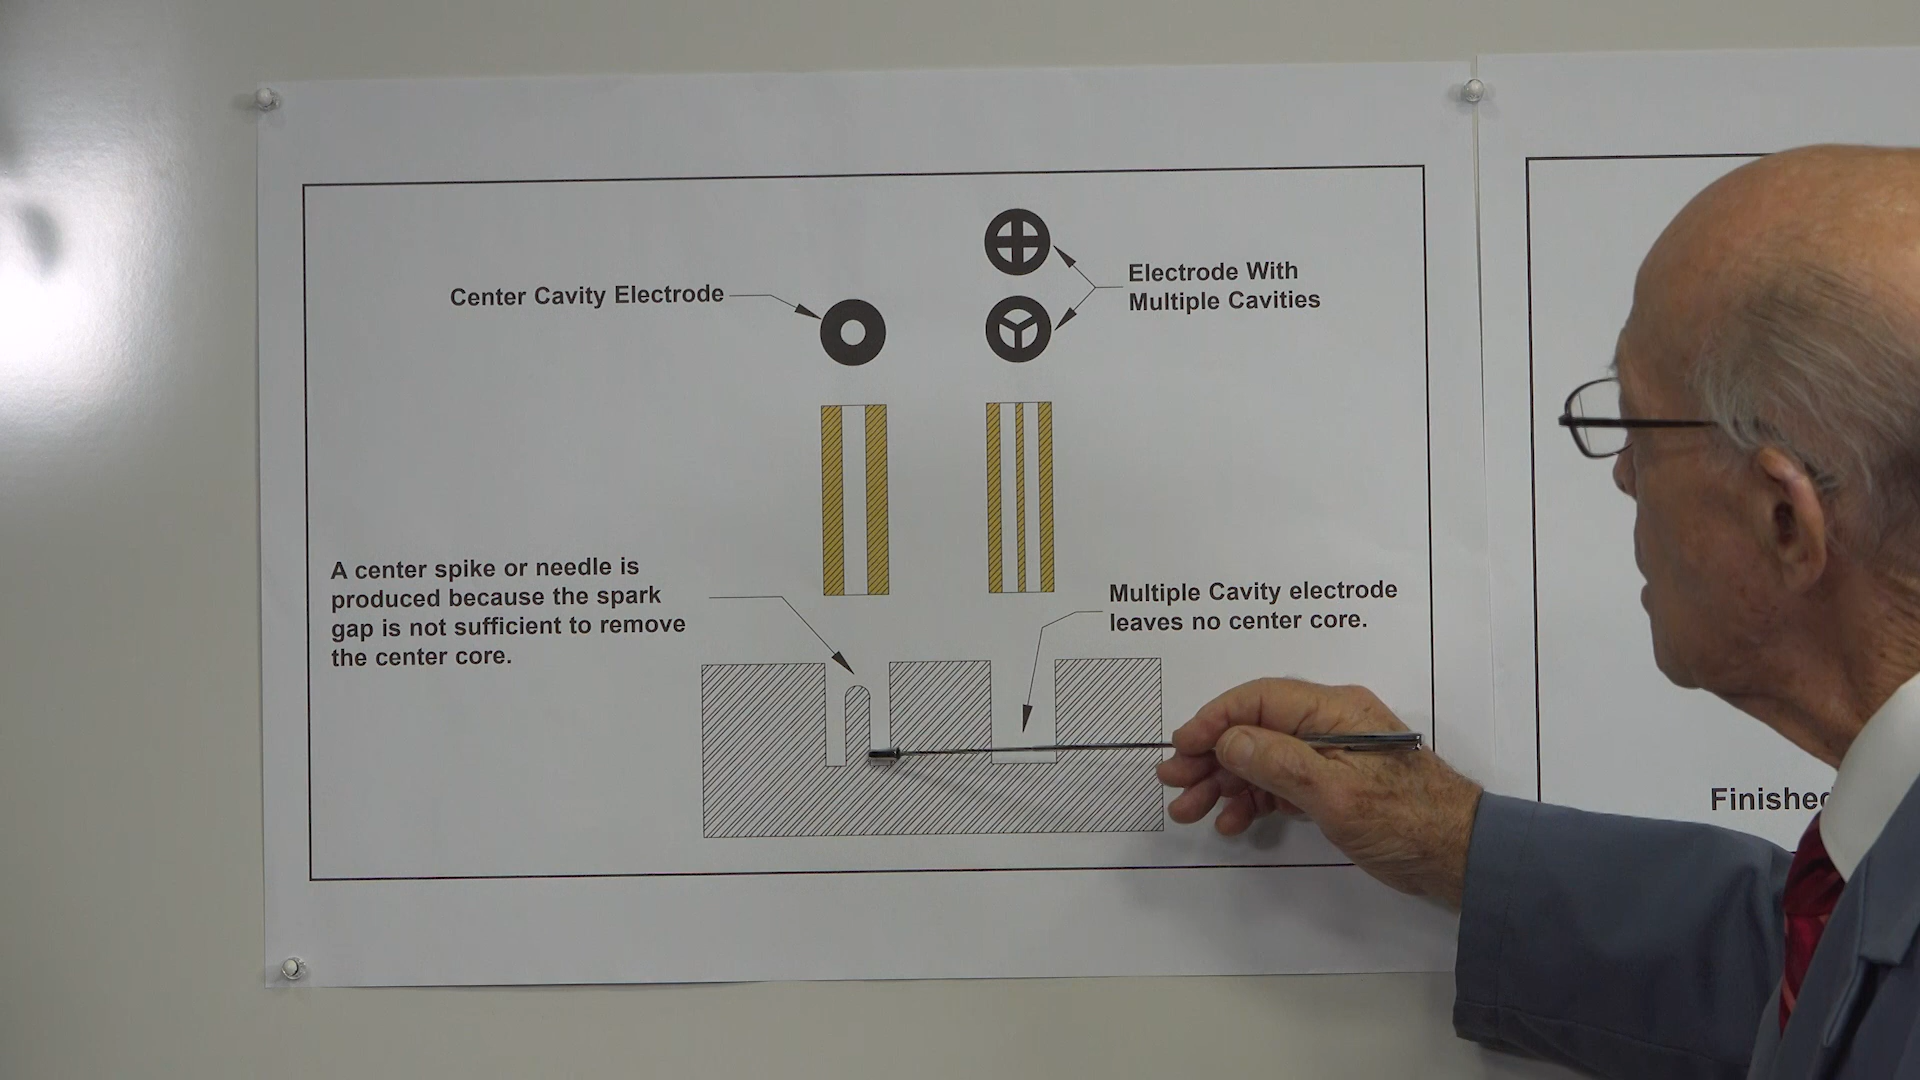 Center Cavity Electrode
Electrode With
Multiple Cavities
A center spike or needle is
produced because the spark
gap is not sufficient to remove
the center core.
Multiple Cavity electrode
leaves no center core.
Finished